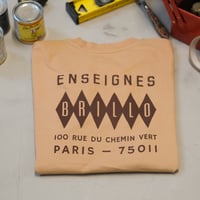 ENSEIGNES
BRILLO
100 RUE DU CHEMIN VERT
PARIS – 75011